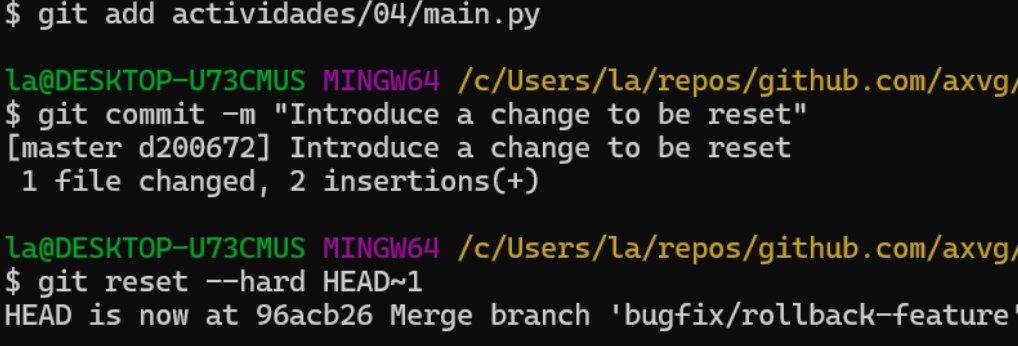 $ git add actividades/04/main.py
la@DESKTOP-U73CMUS MINGW64 /c/Users/la/repos/github.com/axvg/
$ git commit -m "Introduce a change to be reset"
[master d200672] Introduce a change to be reset
 1 file changed, 2 insertions(+)
la@DESKTOP-U73CMUS MINGW64 /c/Users/la/repos/github.com/axvg/
$ git reset --hard HEAD~1
HEAD is now at 96acb26 Merge branch 'bugfix/rollback-feature'